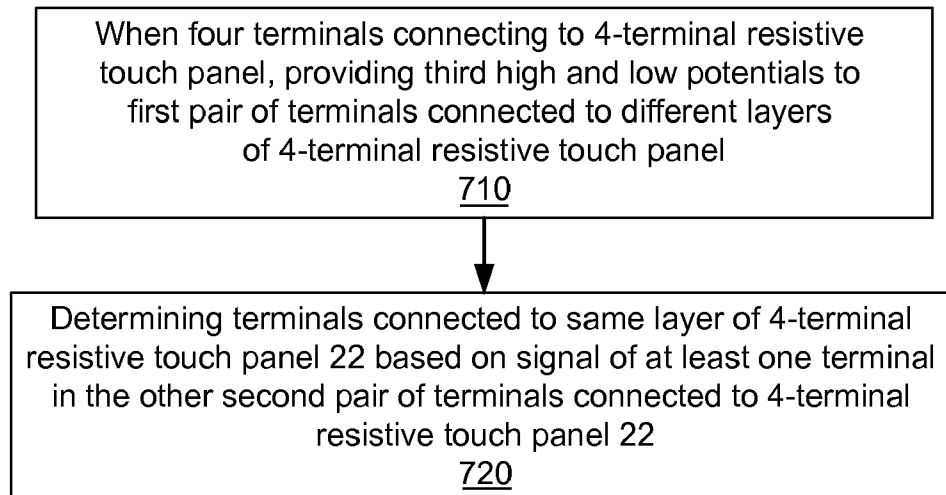 When four terminals connecting to 4-terminal resistive
touch panel, providing third high and low potentials to
first pair of terminals connected to different layers
of 4-terminal resistive touch panel
710
Determining terminals connected to same layer of 4-terminal
resistive touch panel 22 based on signal of at least one terminal
in the other second pair of terminals connected to 4-terminal
resistive touch panel 22
720